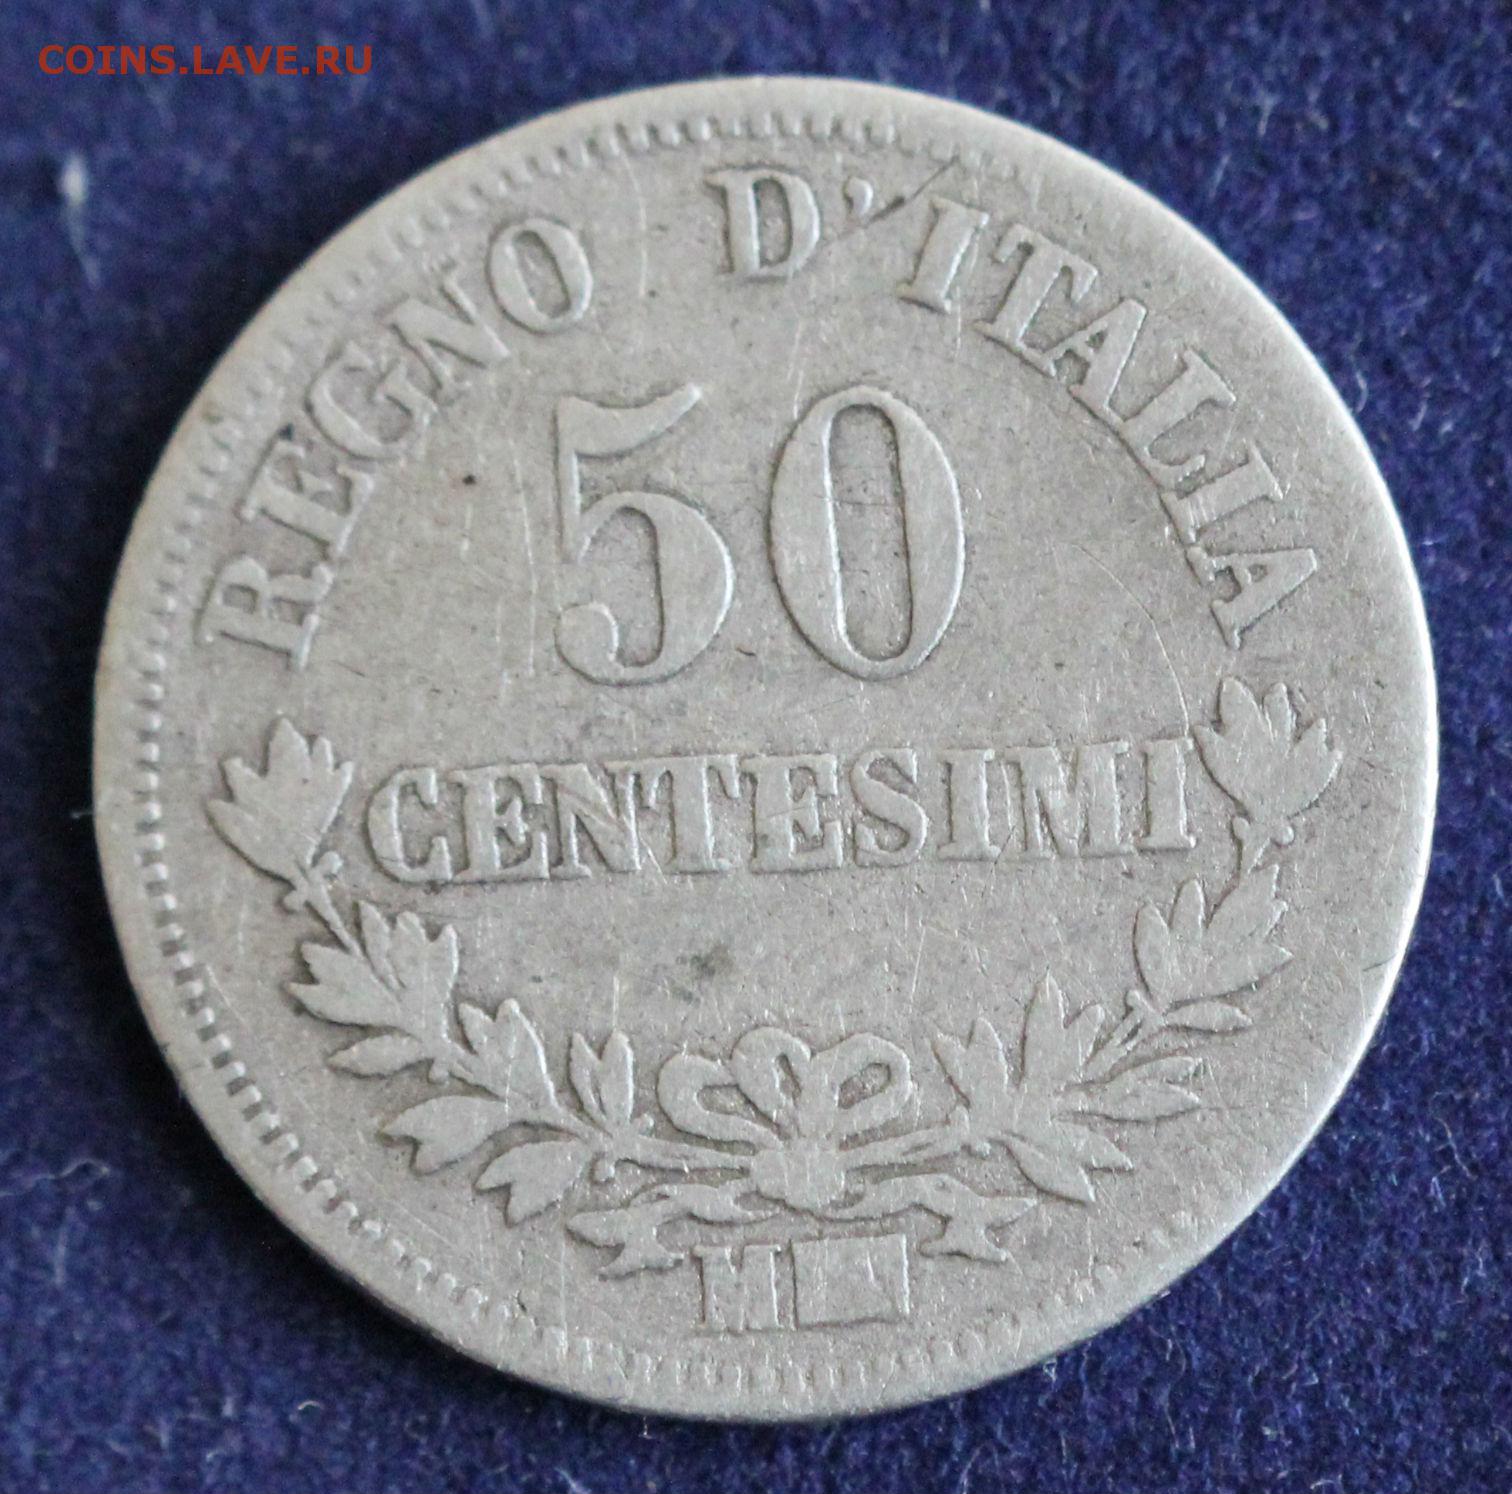 COINS.LAVE.RU
REGNO D'ITALIA
50
CENTESIMI
M